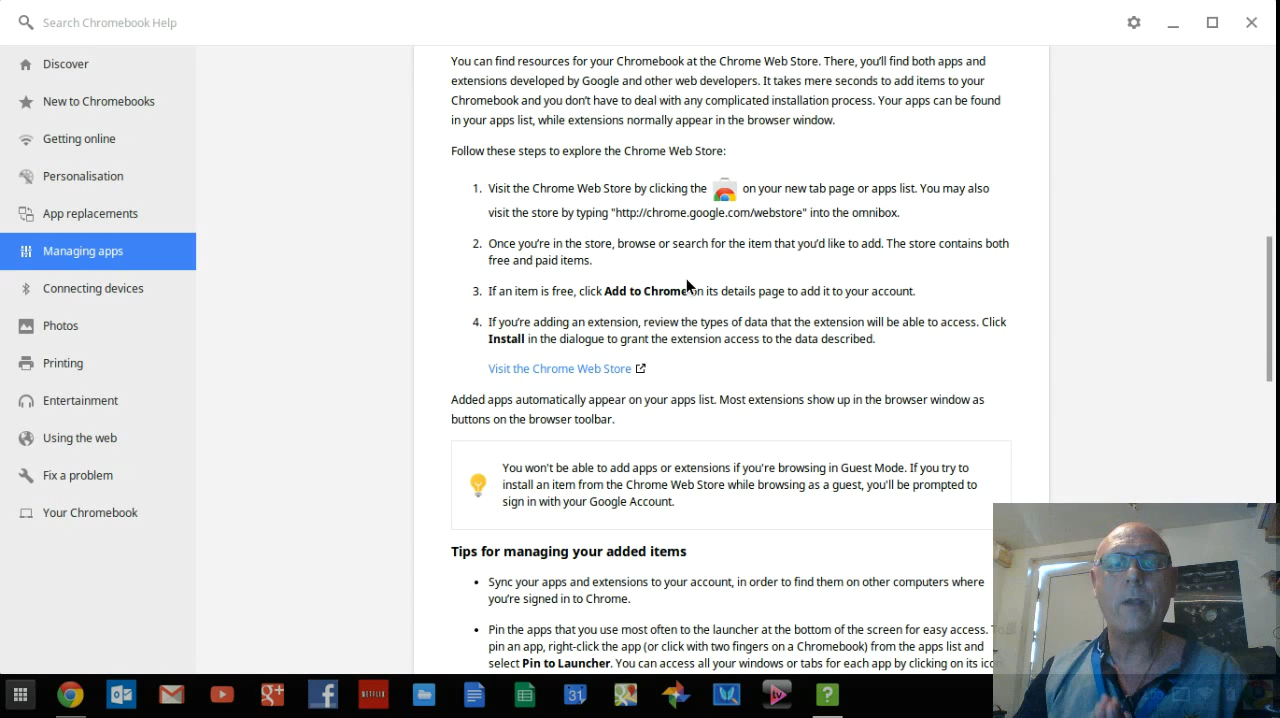 Search Chromebook Help
Discover
New to Chromebooks
Getting online
Personalisation
App replacements
Managing apps
Connecting devices
Photos
Printing
Entertainment
Using the web
Fix a problem
Your Chromebook
You can find resources for your Chromebook at the Chrome Web Store. There, you'll find both apps and
extensions developed by Google and other web developers. It takes mere seconds to add items to your
Chromebook and you don't have to deal with any complicated installation process. Your apps can be found
in your apps list, while extensions normally appear in the browser window.
Follow these steps to explore the Chrome Web Store:
1. Visit the Chrome Web Store by clicking the on your new tab page or apps list. You may also
visit the store by typing "http://chrome.google.com/webstore" into the omnibox.
2. Once you're in the store, browse or search for the item that you'd like to add. The store contains both
free and paid items.
3. If an item is free, click Add to Chrome on its details page to add it to your account.
4. If you're adding an extension, review the types of data that the extension will be able to access. Click
Install in the dialogue to grant the extension access to the data described.
Visit the Chrome Web Store
Added apps automatically appear on your apps list. Most extensions show up in the browser window as
buttons on the browser toolbar.
You won't be able to add apps or extensions if you're browsing in Guest Mode. If you try to
install an item from the Chrome Web Store while browsing as a guest, you'll be prompted to
sign in with your Google Account.
Tips for managing your added items
• Sync your apps and extensions to your account, in order to find them on other computers where
you're signed in to Chrome.
• Pin the apps that you use most often to the launcher at the bottom of the screen for easy access. To
pin an app, right-click the app (or click with two fingers on a Chromebook) from the apps list and
select Pin to Launcher. You can access all your windows or tabs for each app by clicking on its icon
NETFLIX
31
tv